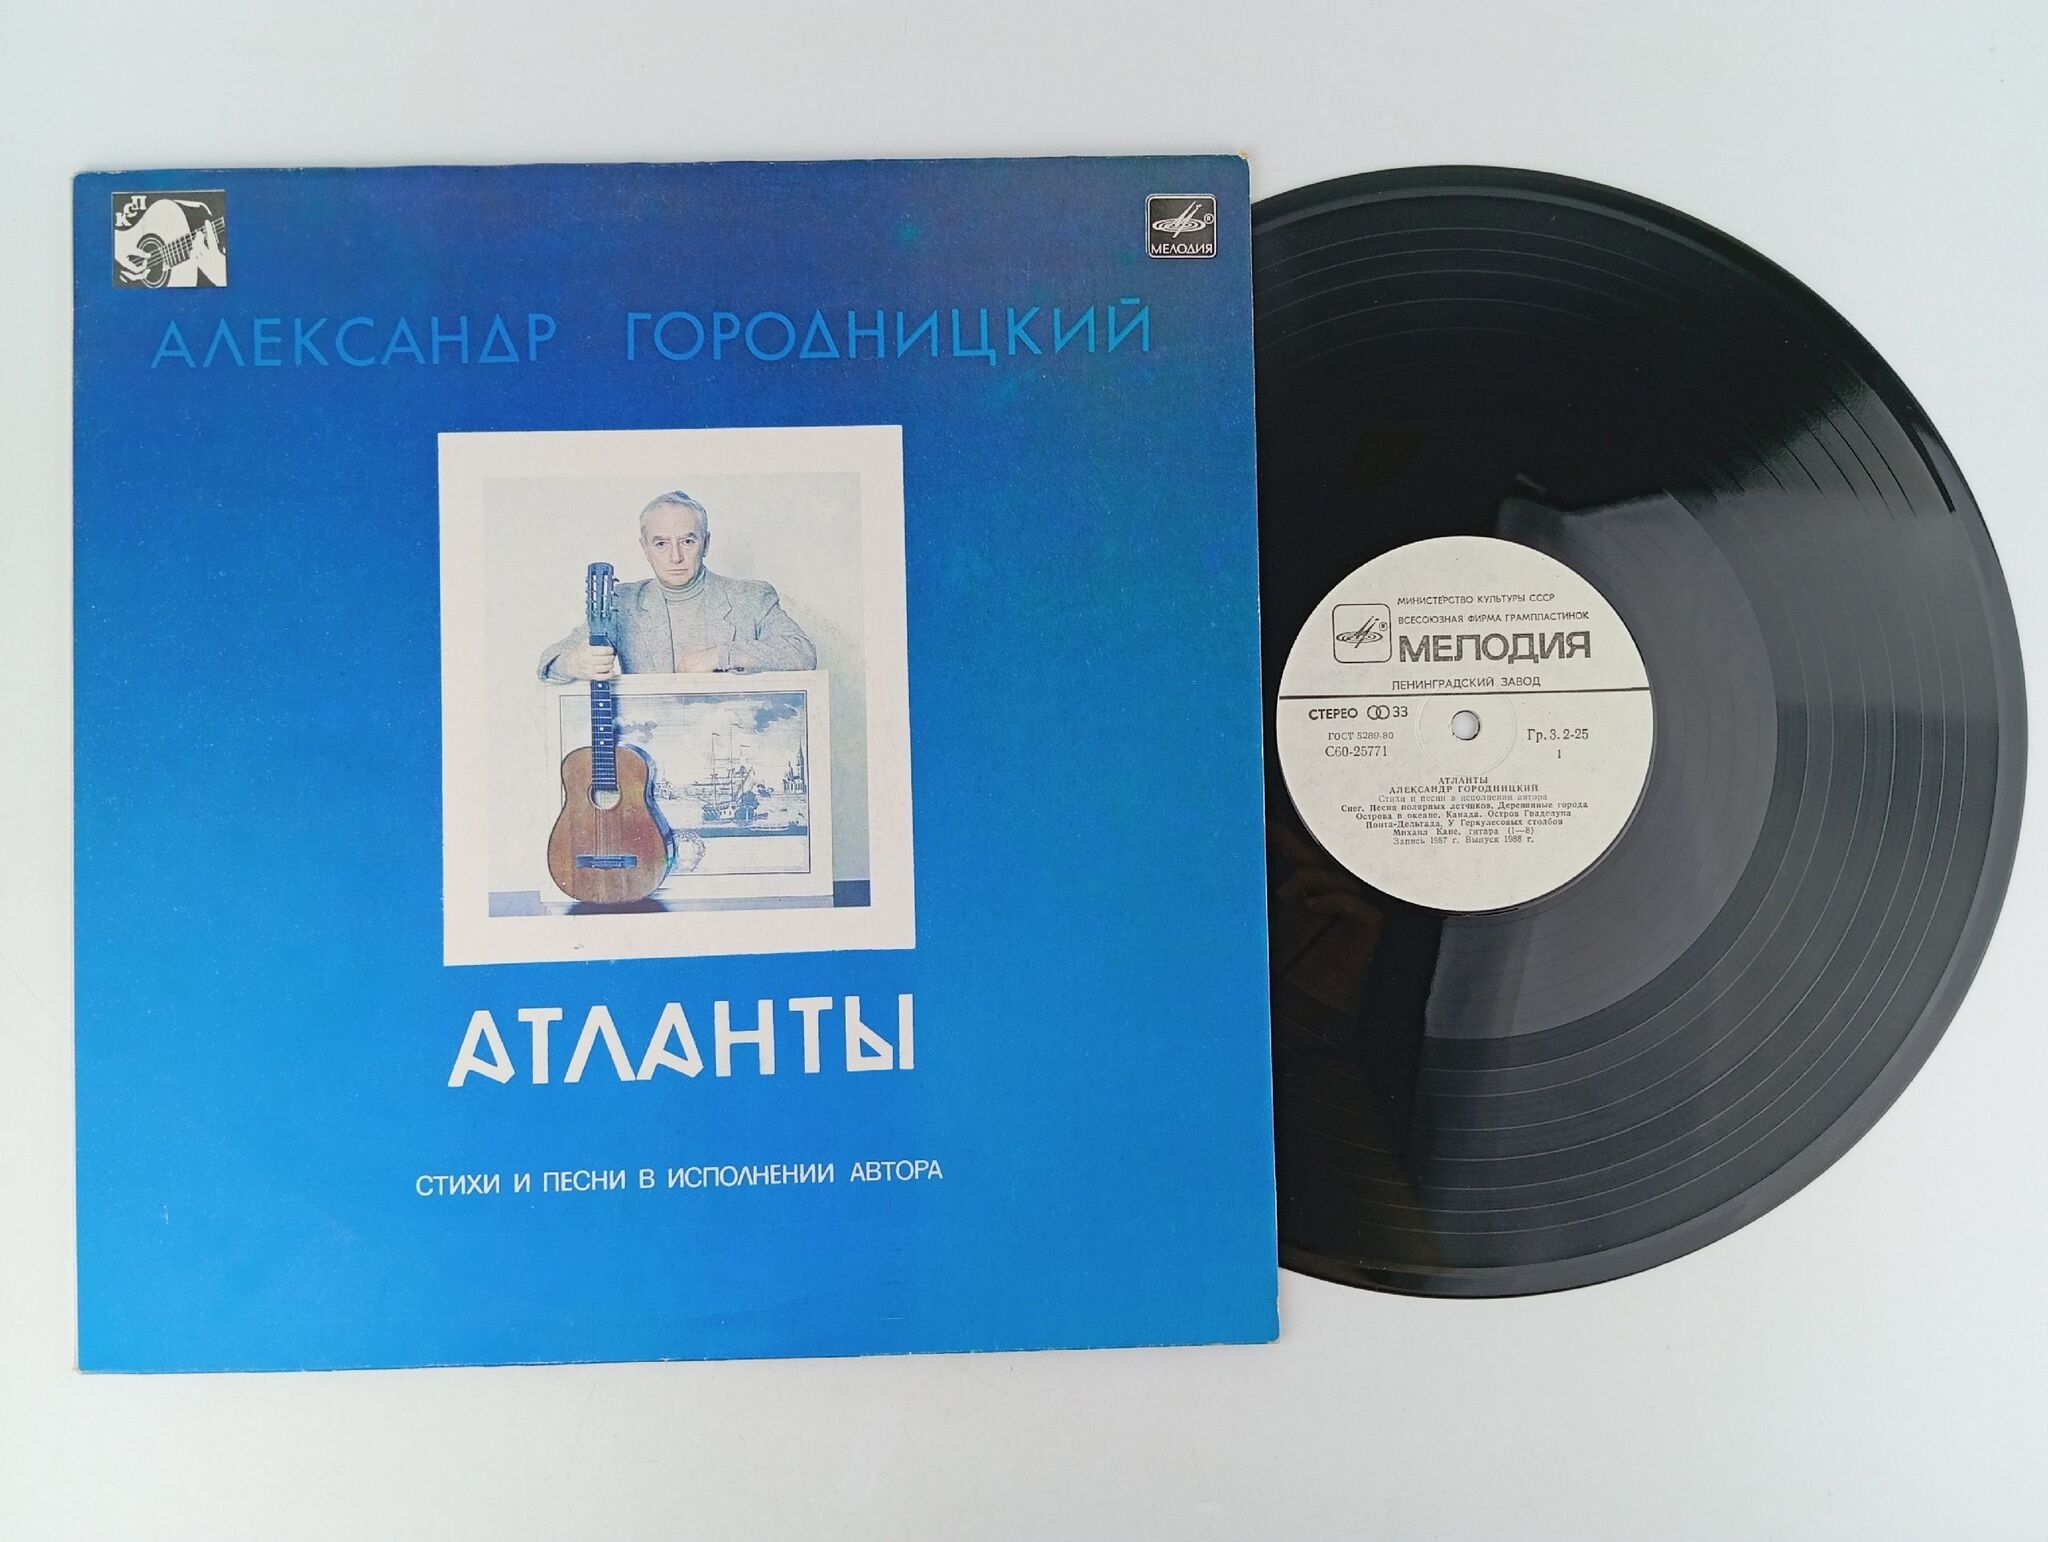 КСП
МЕЛОДИЯ
АЛЕКСАНДР ГОРОДНИЦКИЙ
АТЛАНТЫ
СТИХИ И ПЕСНИ В ИСПОЛНЕНИИ АВТОРА
МИНИСТЕРСТВО КУЛЬТУРЫ СССР
ВСЕСОЮЗНАЯ ФИРМА ГРАМПЛАСТИНОК
МЕЛОДИЯ
ЛЕНИНГРАДСКИЙ ЗАВОД
СТЕРЕО 33
ГОСТ 5289-80
С60-25771
Гр. 3. 2-25
1
АТЛАНТЫ
АЛЕКСАНДР ГОРОДНИЦКИЙ
Стихи и песни в исполнении автора
Снег. Песня полярных летчиков. Деревянные города
Острова в океане. Канада. Остров Гваделупа
Понта-Дельгада. У Геркулесовых столбов
Михаил Кане, гитара (1—8)
Запись 1987 г. Выпуск 1988 г.